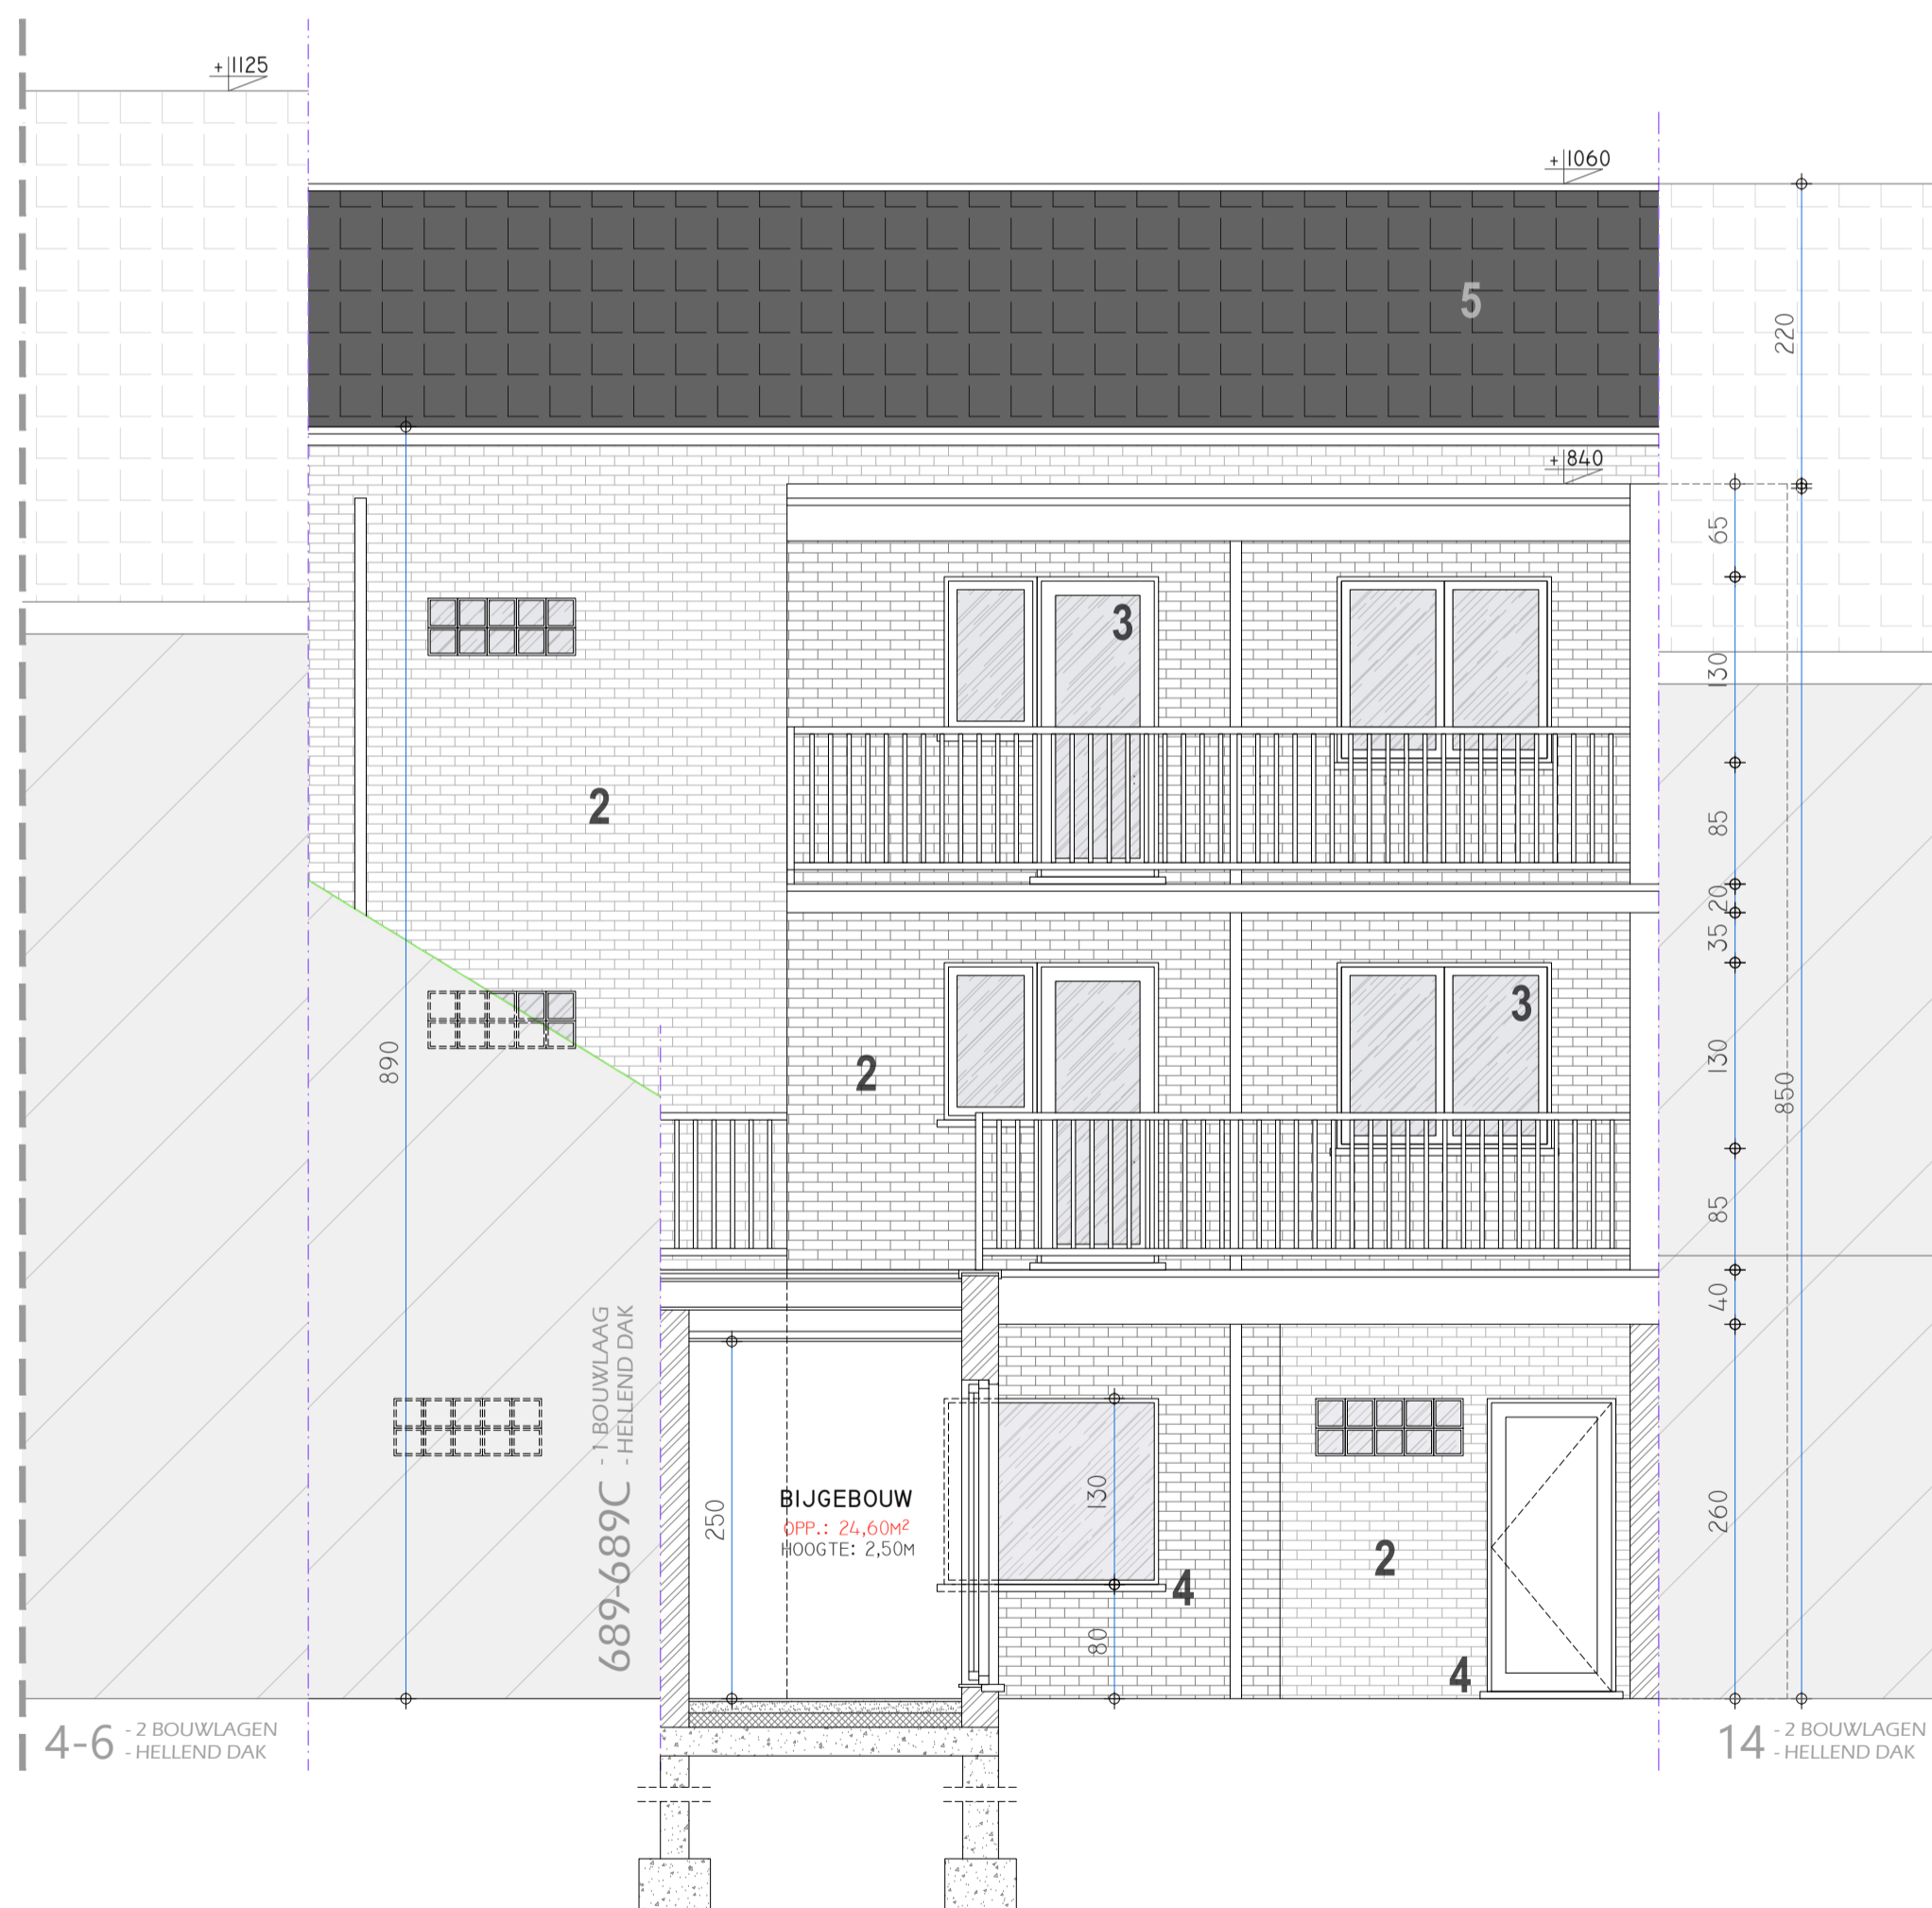 +1125
+1060
5
220
+840
65
3
130
2
85
20
35
3
890
130
2
850
85
40
689-689C - 1 BOUWLAAG
- HELLEND DAK
250
BIJGEBOUW
OPP.: 24,60M²
HOOGTE: 2,50M
130
260
2
4
80
4
4-6 - 2 BOUWLAGEN
- HELLEND DAK
14 - 2 BOUWLAGEN
- HELLEND DAK